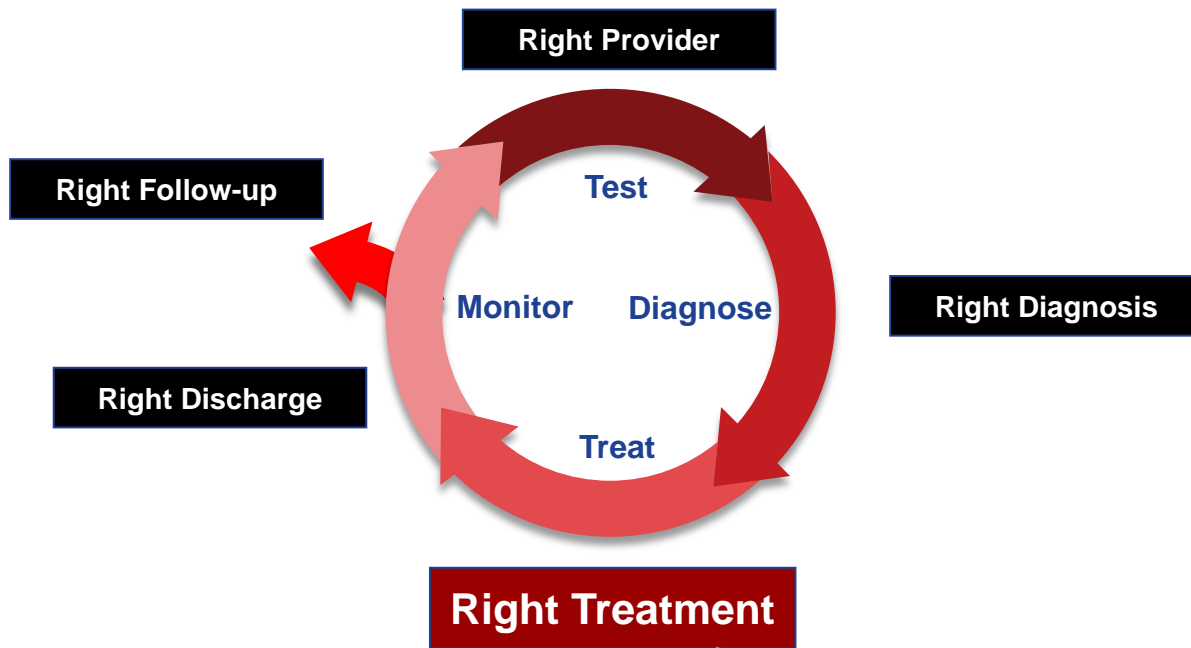 Right Provider
Test
Right Follow-up
Monitor
Diagnose
Right Diagnosis
Right Discharge
Treat
Right Treatment